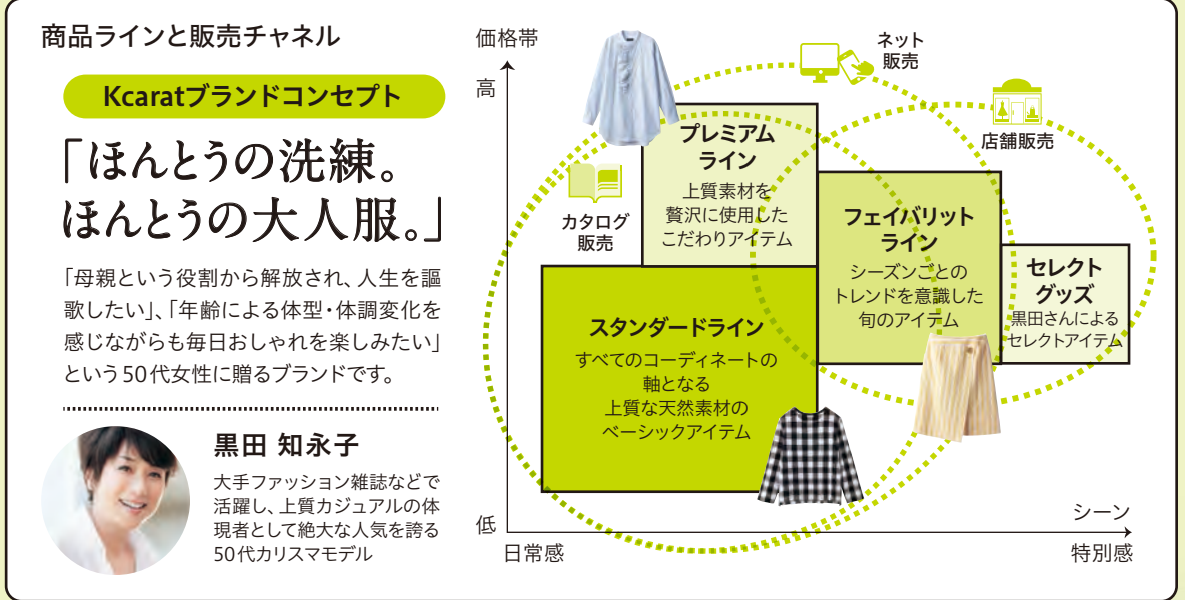 商品ラインと販売チャネル
Kcaratブランドコンセプト
「ほんとうの洗練。
ほんとうの大人服。」
「母親という役割から解放され、人生を謳
歌したい」、「年齢による体型・体調変化を
感じながらも毎日おしゃれを楽しみたい」
という50代女性に贈るブランドです。
黒田 知永子
大手ファッション雑誌などで
活躍し、上質カジュアルの体
現者として絶大な人気を誇る
50代カリスマモデル
価格帯
高
ネット
販売
店舗販売
カタログ
販売
プレミアム
ライン
上質素材を
贅沢に使用した
こだわりアイテム
フェイバリット
ライン
シーズンごとの
トレンドを意識した
旬のアイテム
セレクト
グッズ
黒田さんによる
セレクトアイテム
スタンダードライン
すべてのコーディネートの
軸となる
上質な天然素材の
ベーシックアイテム
低
日常感
シーン
特別感